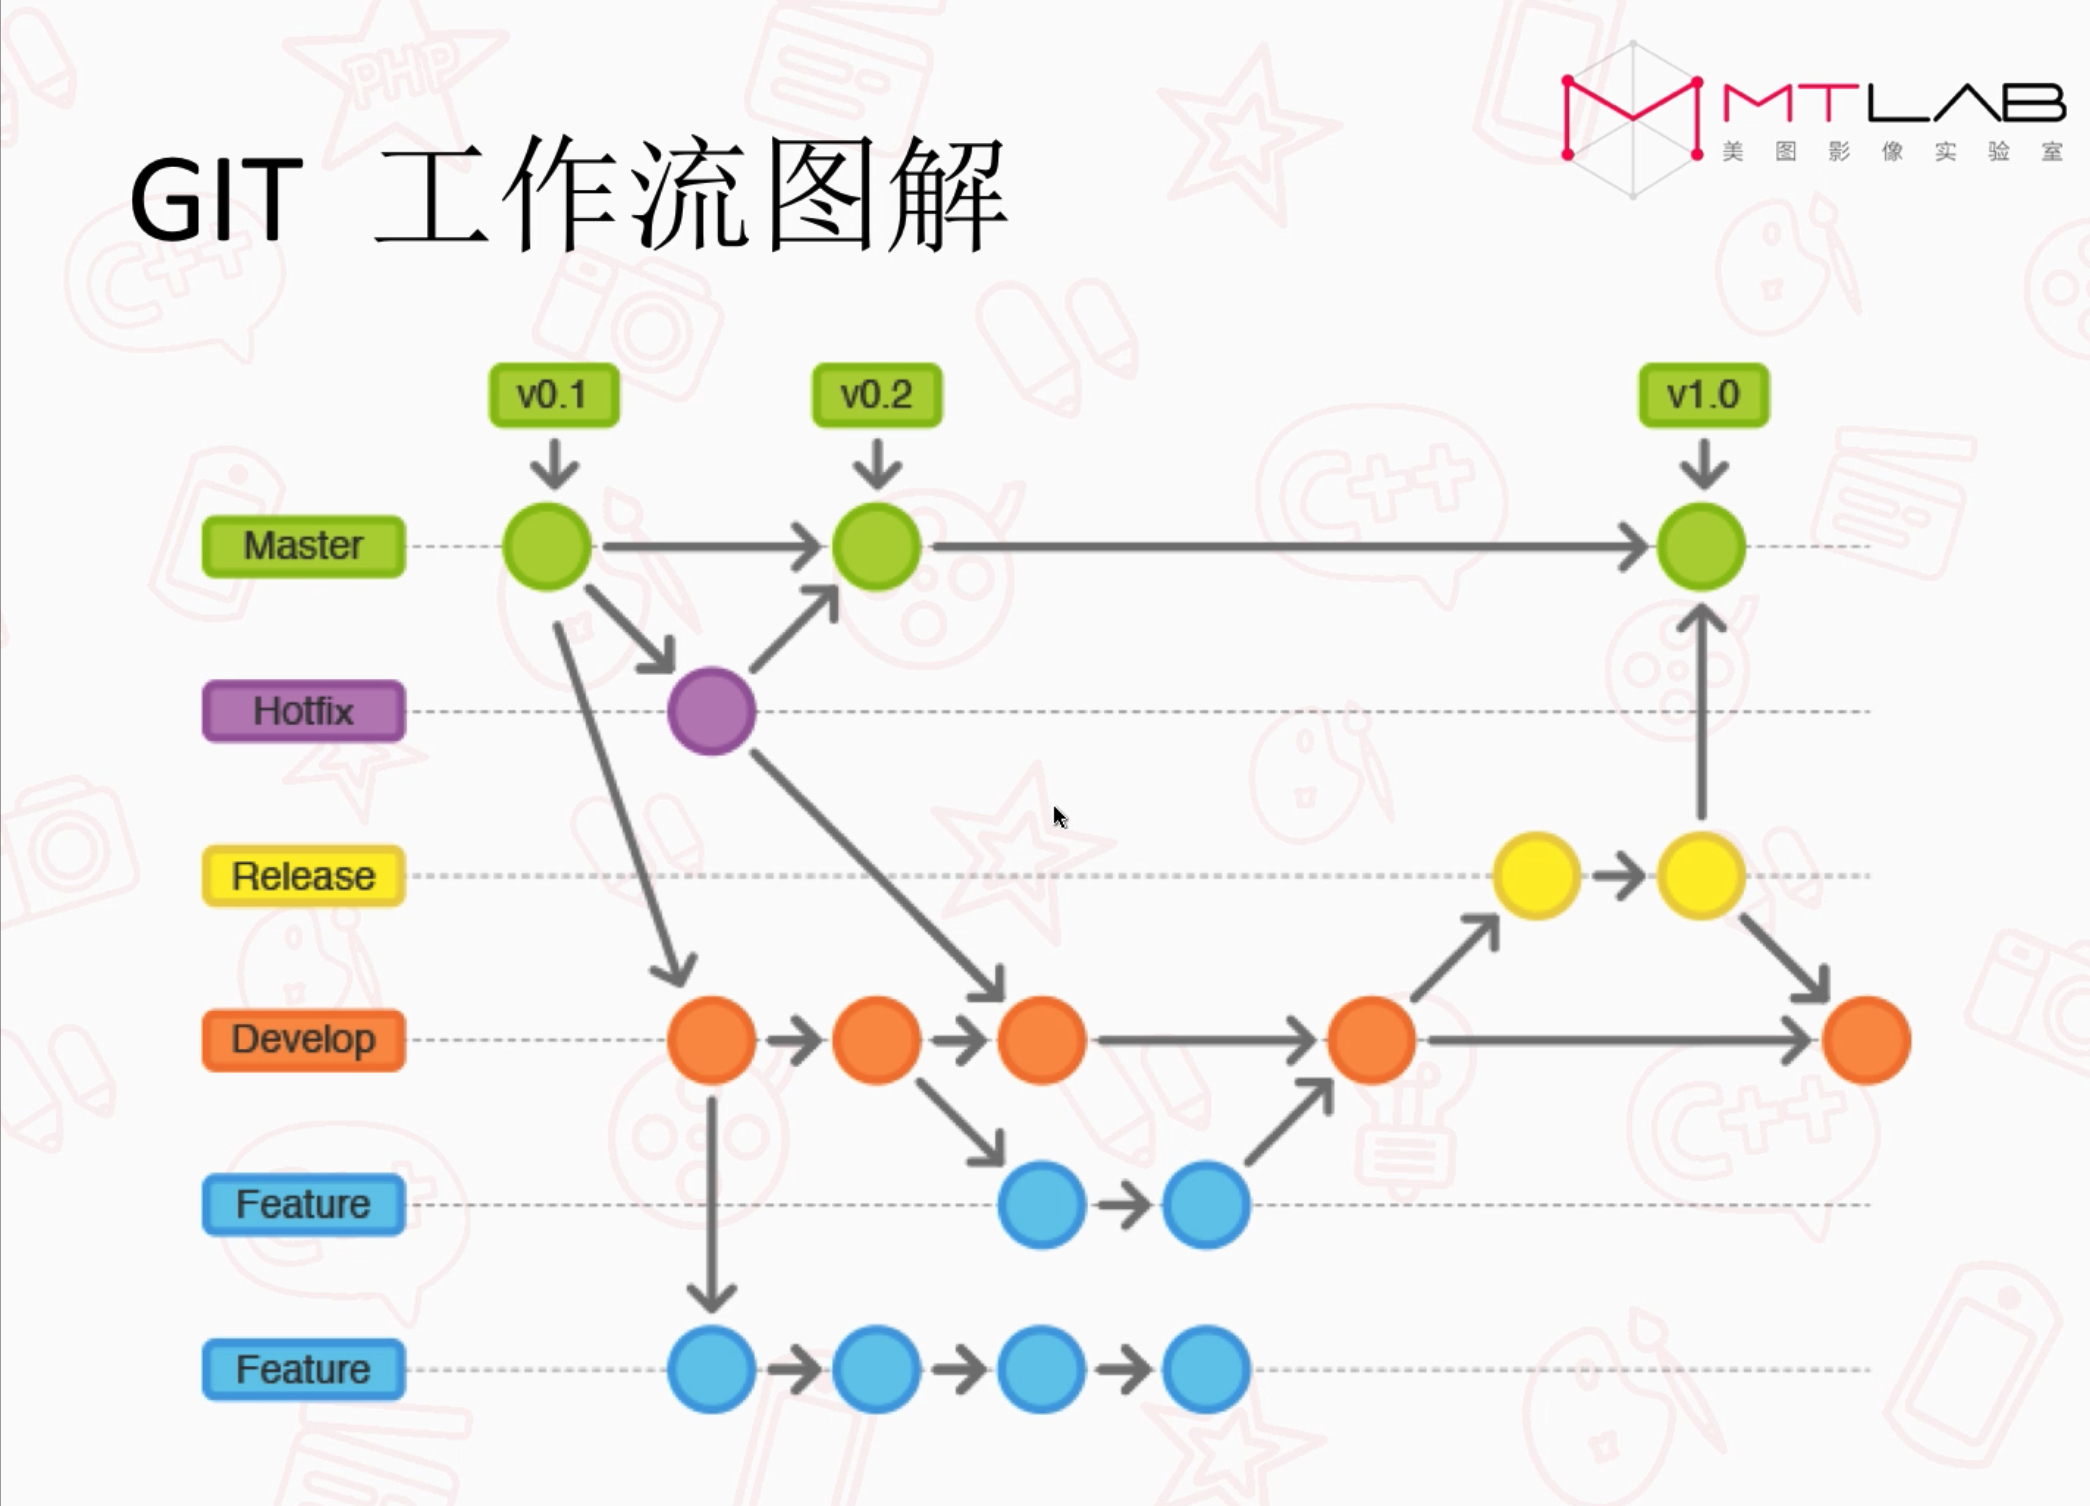 PHP
MTLAB
美图影像实验室
GIT 工作流图解
C++
v0.1
v0.2
v1.0
C++
Master
Hotfix
Release
Develop
C++
Feature
Feature